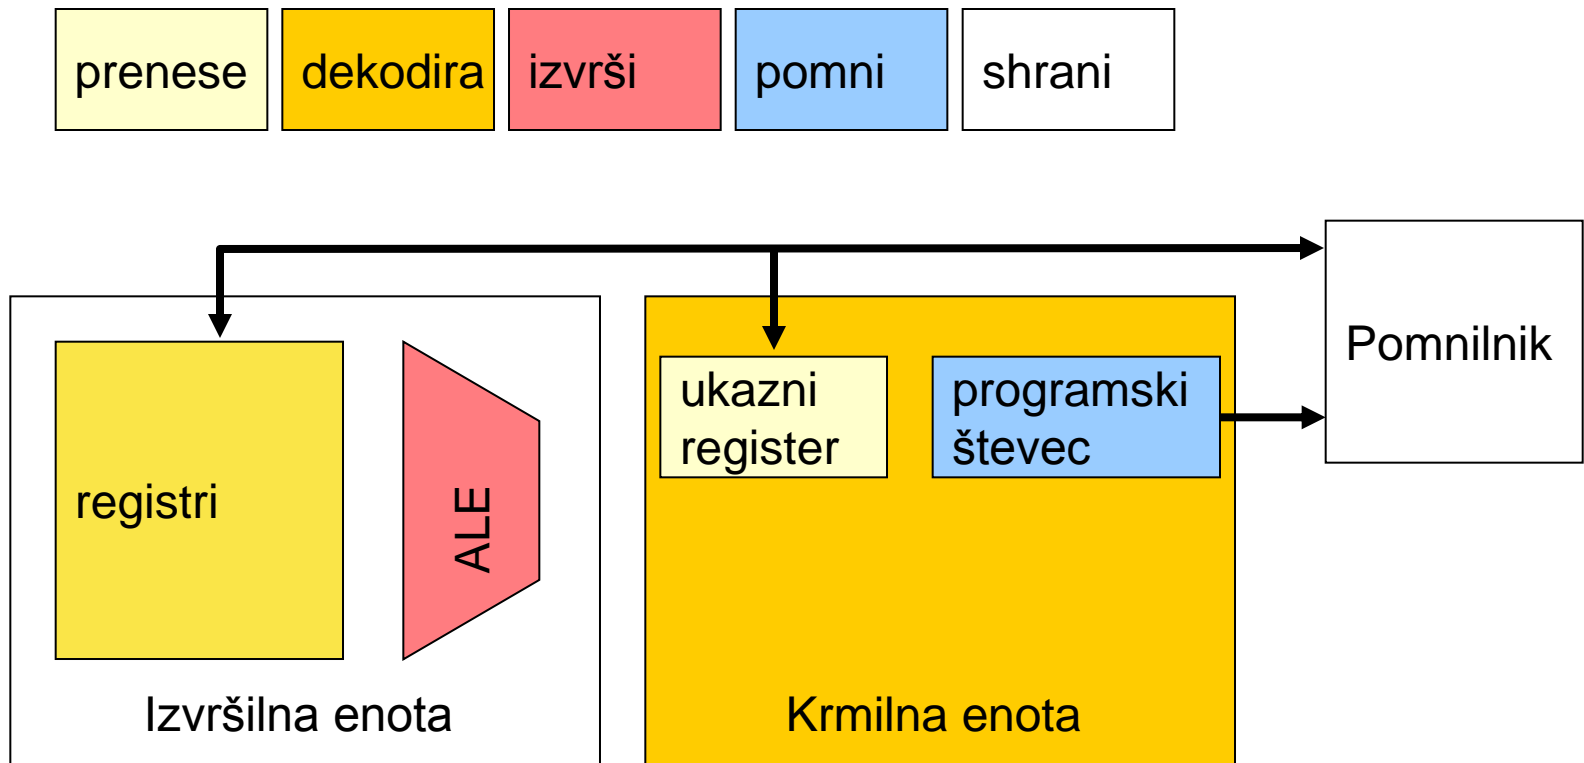 prenese
dekodira
izvrši
pomni
shrani
Pomnilnik
ukazni
register
programski
števec
registri
ALE
Izvršilna enota
Krmilna enota